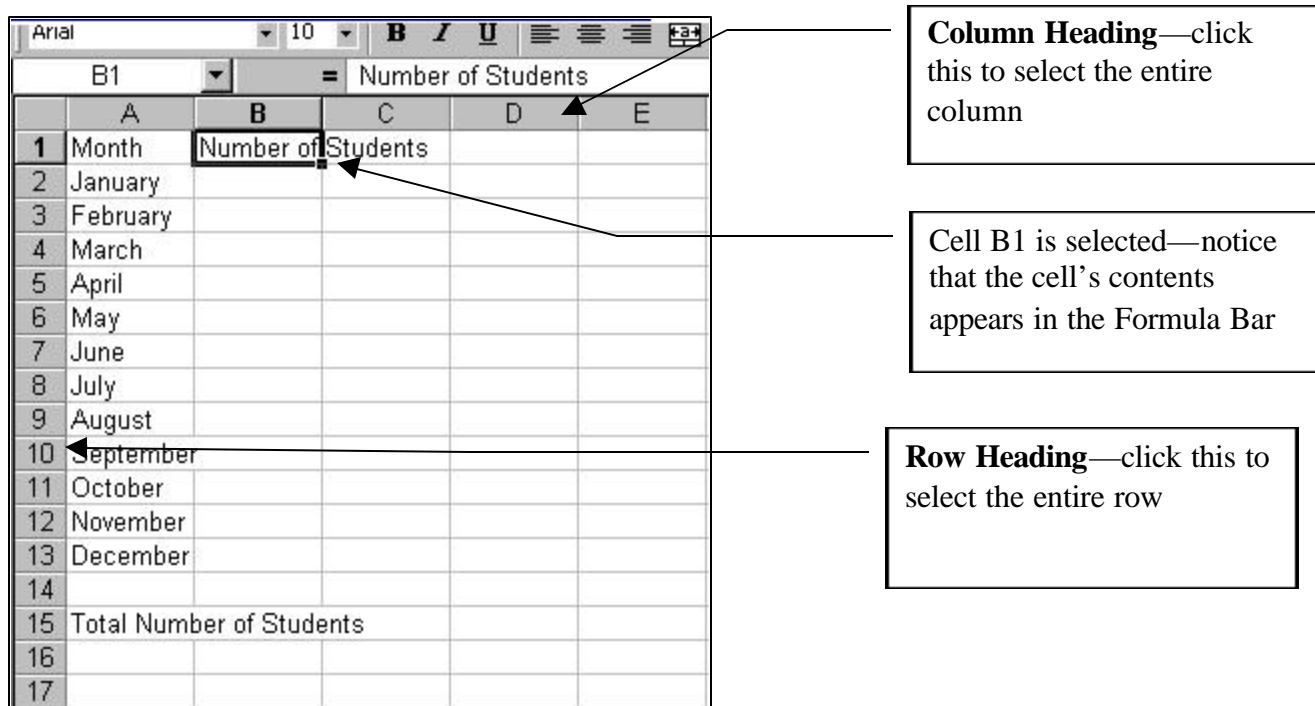 Arial 10 B I U a
B1 = Number of Students
A B C D E
1 Month Number of Students
2 January
3 February
4 March
5 April
6 May
7 June
8 July
9 August
10 September
11 October
12 November
13 December
14
15 Total Number of Students
16
17
Column Heading—click
this to select the entire
column
Cell B1 is selected—notice
that the cell’s contents
appears in the Formula Bar
Row Heading—click this to
select the entire row